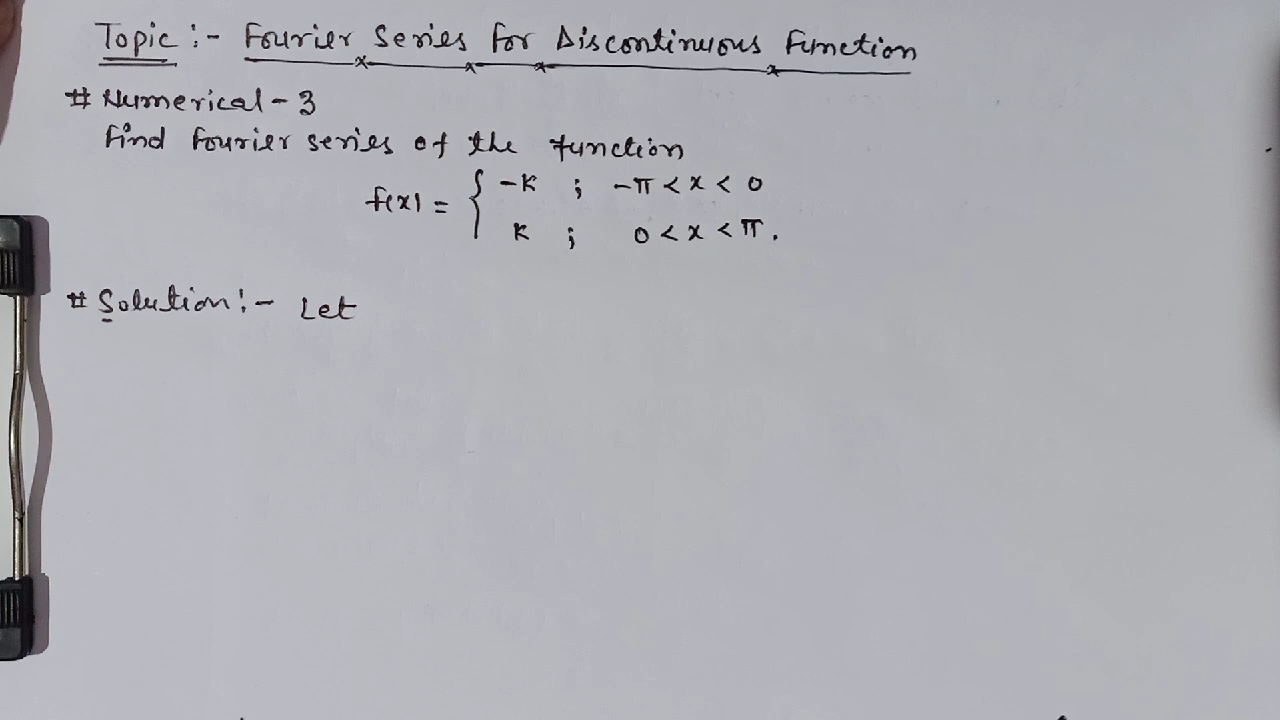 Topic :- Fourier Series for Discontinuous Function
# Numerical - 3
Find fourier series of the function
f(x) = { -K ; -π < x < 0
K ; 0 < x < π.
# Solution :- Let